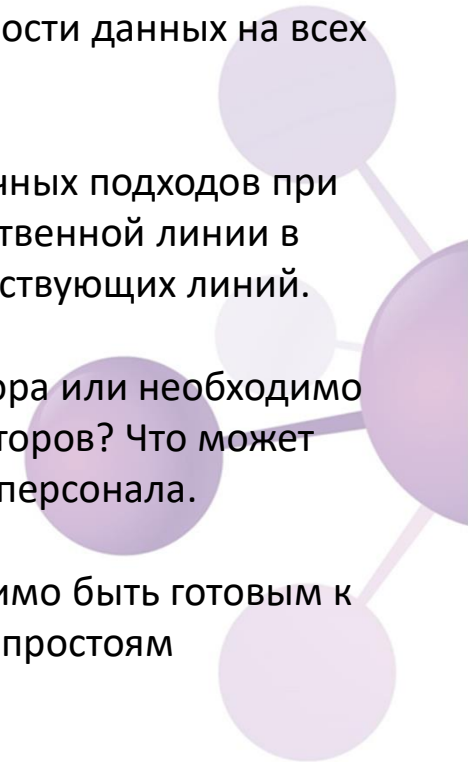 ости данных на всех
ных подходов при
твенной линии в
ствующих линий.
ора или необходимо
торов? Что может
персонала.
имо быть готовым к
простоям